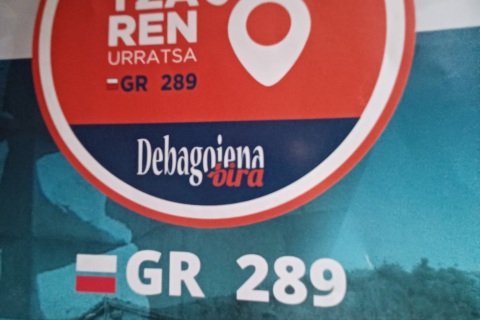 REN
URRATSA
GR 289
Debagoiena
bira
GR 289